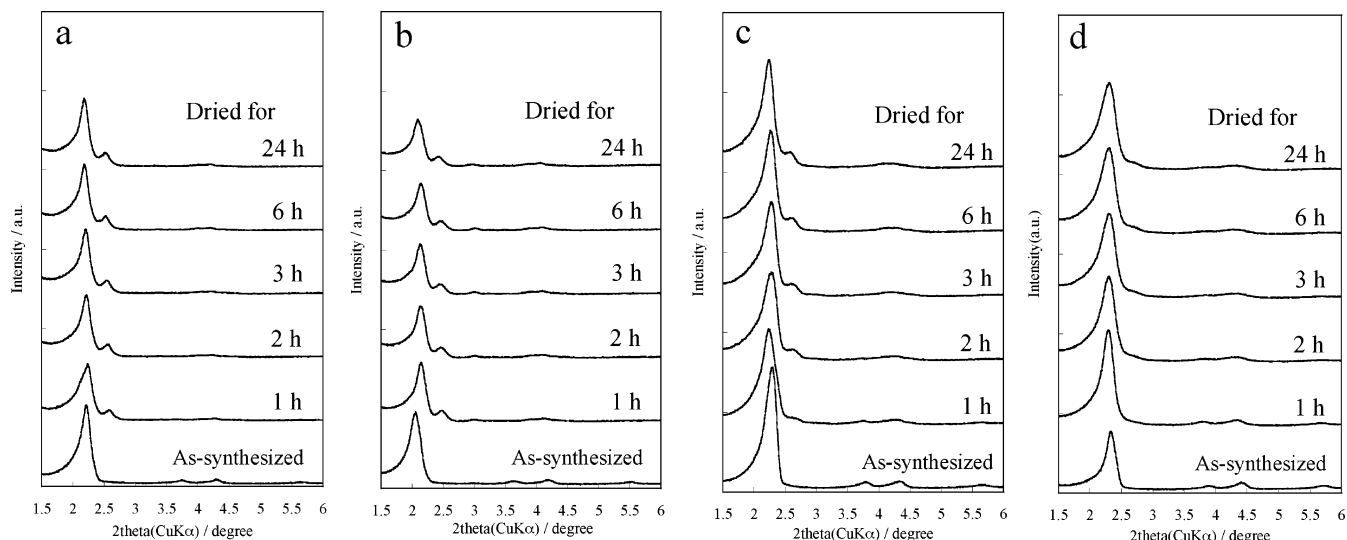 a
Dried for
24 h
6 h
3 h
2 h
1 h
As-synthesized
Intensity / a.u.
1.5 2 2.5 3 3.5 4 4.5 5 5.5 6
2theta(CuKα) / degree
b
Dried for
24 h
6 h
3 h
2 h
1 h
As-synthesized
Intensity / a.u.
1.5 2 2.5 3 3.5 4 4.5 5 5.5 6
2theta(CuKα) / degree
c
Dried for
24 h
6 h
3 h
2 h
1 h
As-synthesized
Intensity / a.u.
1.5 2 2.5 3 3.5 4 4.5 5 5.5 6
2theta(CuKα) / degree
d
Dried for
24 h
6 h
3 h
2 h
1 h
As-synthesized
Intensity(a.u.)
1.5 2 2.5 3 3.5 4 4.5 5 5.5 6
2theta(CuKα) / degree